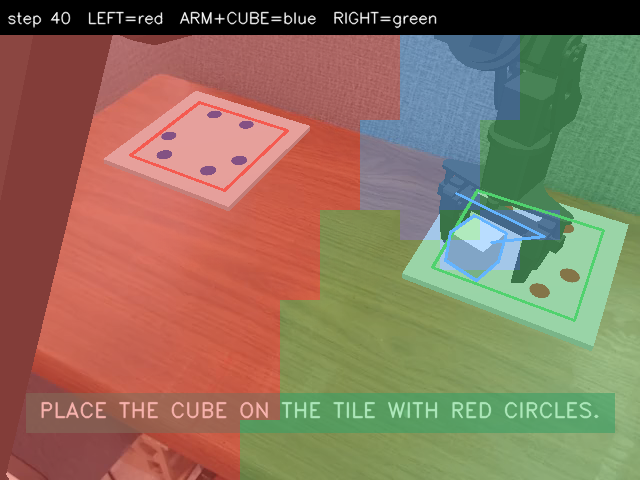 step 40 LEFT=red ARM+CUBE=blue RIGHT=green
PLACE THE CUBE ON THE TILE WITH RED CIRCLES.